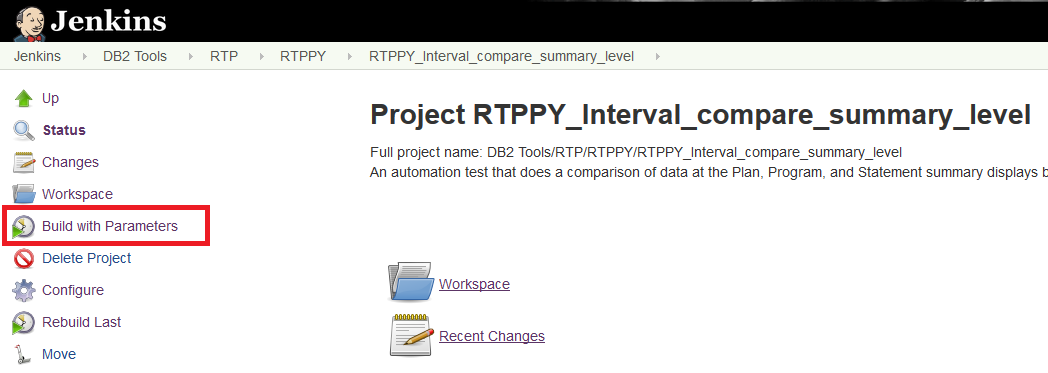 Jenkins
Jenkins DB2 Tools RTP RTPPY RTPPY_Interval_compare_summary_level
Up
Status
Changes
Workspace
Build with Parameters
Delete Project
Configure
Rebuild Last
Move
Project RTPPY_Interval_compare_summary_level
Full project name: DB2 Tools/RTP/RTPPY/RTPPY_Interval_compare_summary_level
An automation test that does a comparison of data at the Plan, Program, and Statement summary displays b
Workspace
Recent Changes